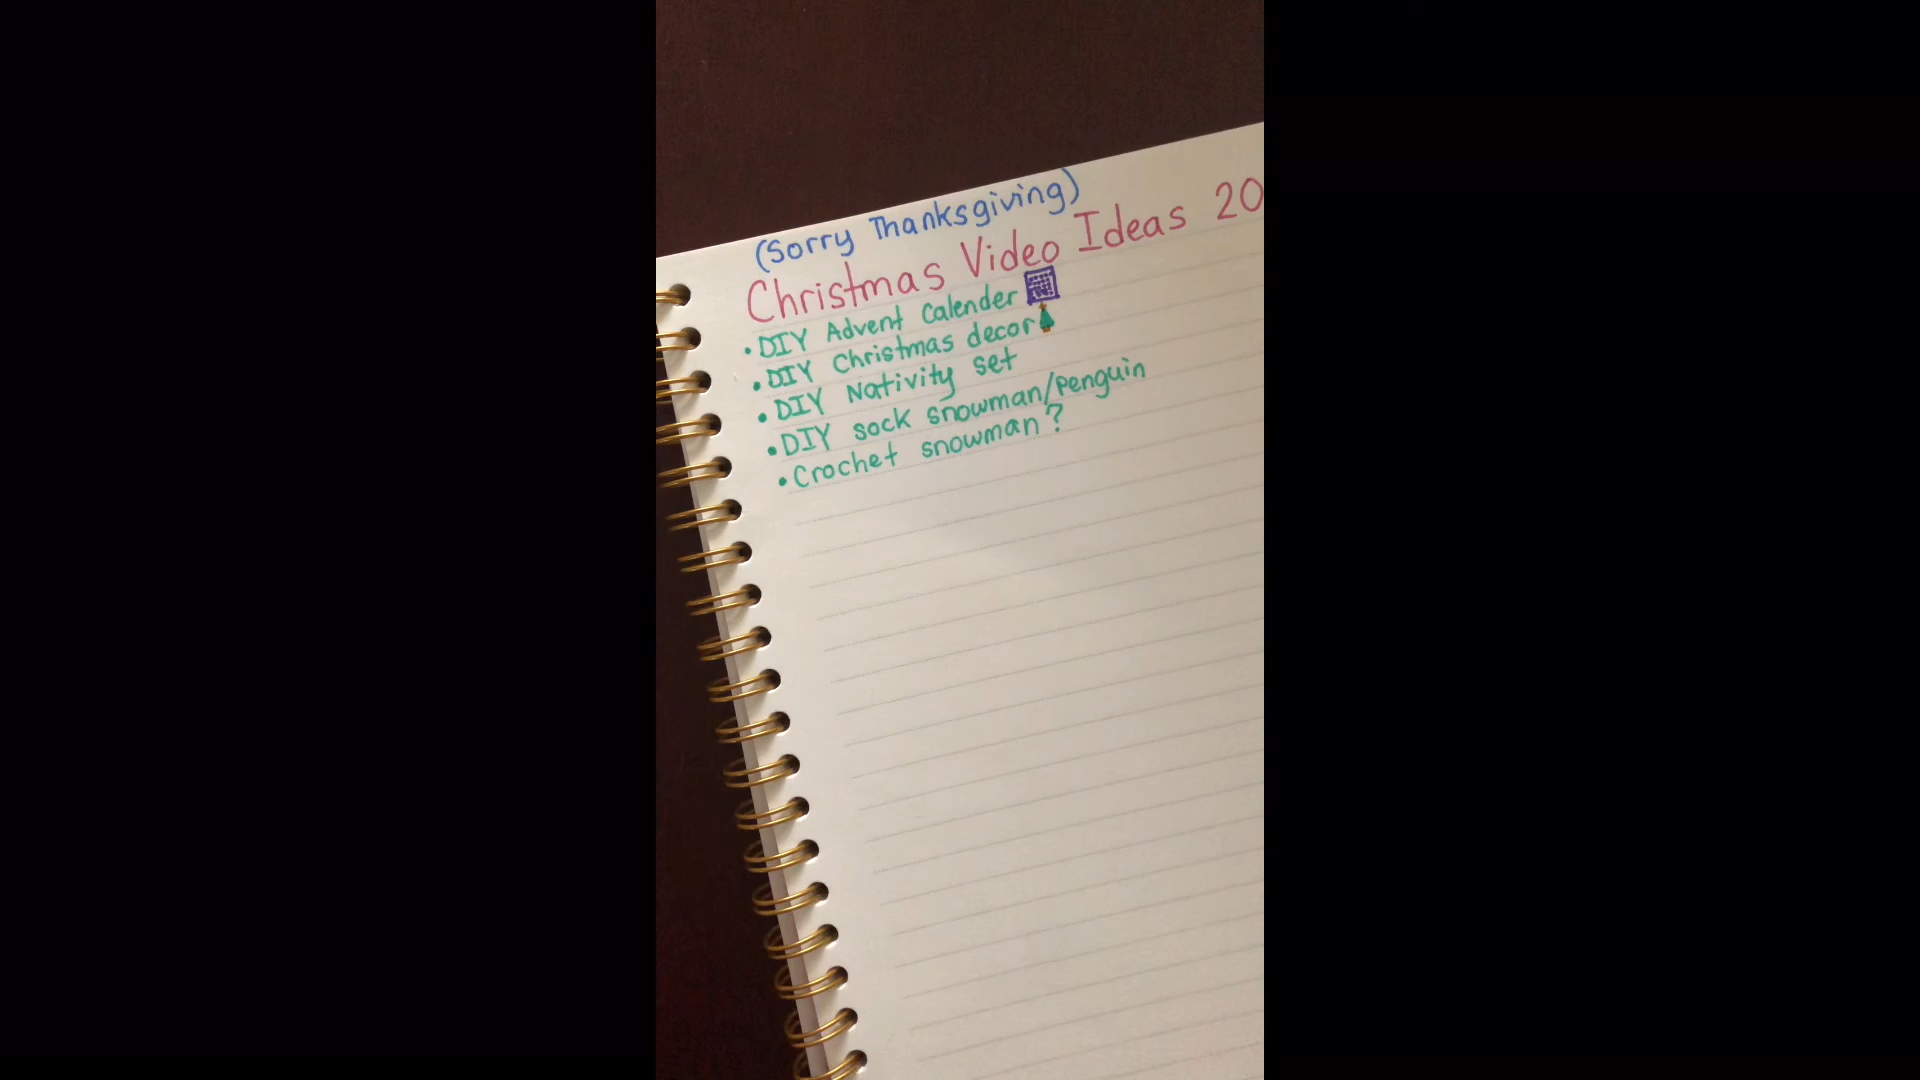 (Sorry Thanksgiving)
Christmas Video Ideas 20
• DIY Advent Calender
• DIY Christmas decor
• DIY Nativity set
• DIY sock snowman/penguin
• Crochet snowman?